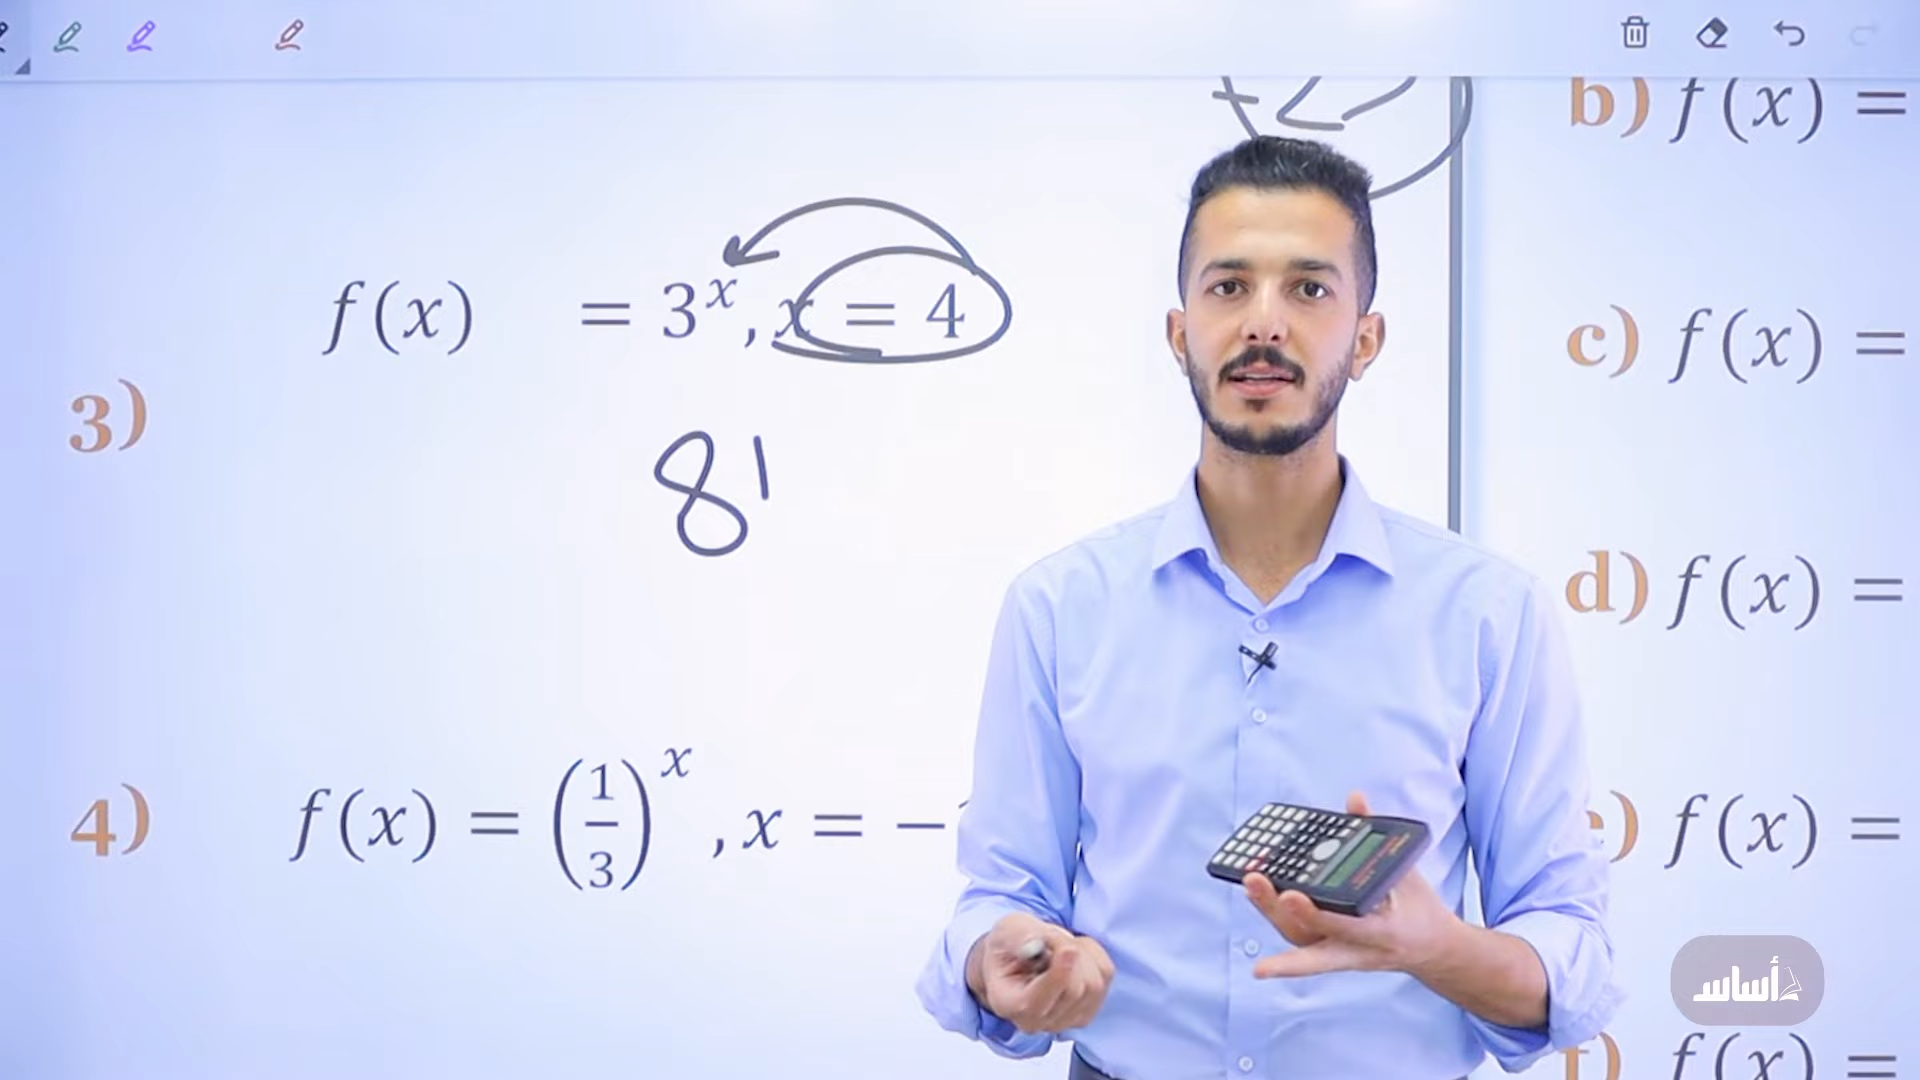 f(x) = 3^x, x = 4
3)
81
4) f(x) = (1/3)^x, x = −
b) f(x) =
c) f(x) =
d) f(x) =
e) f(x) =
f) f(x) =
أساس